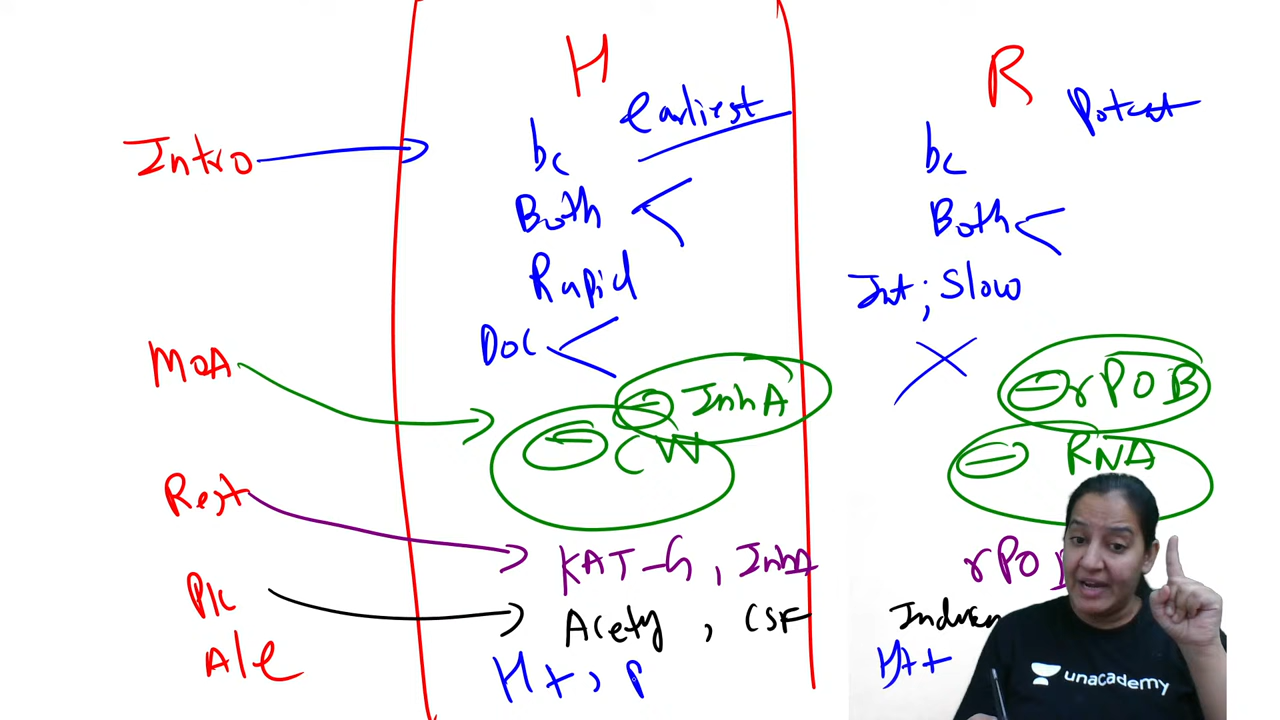 H
R
earliest
Potent
Intro
bc
bc
Both
Both
Rapid
Int ; Slow
DOC
MOA
⊖ InhA
⊖ rPOB
⊖ CW
⊖ RNA
Rest
KAT-G , InhA
rPO
PK
Acety , CSF
A/e
H+ , P
H++
unacademy